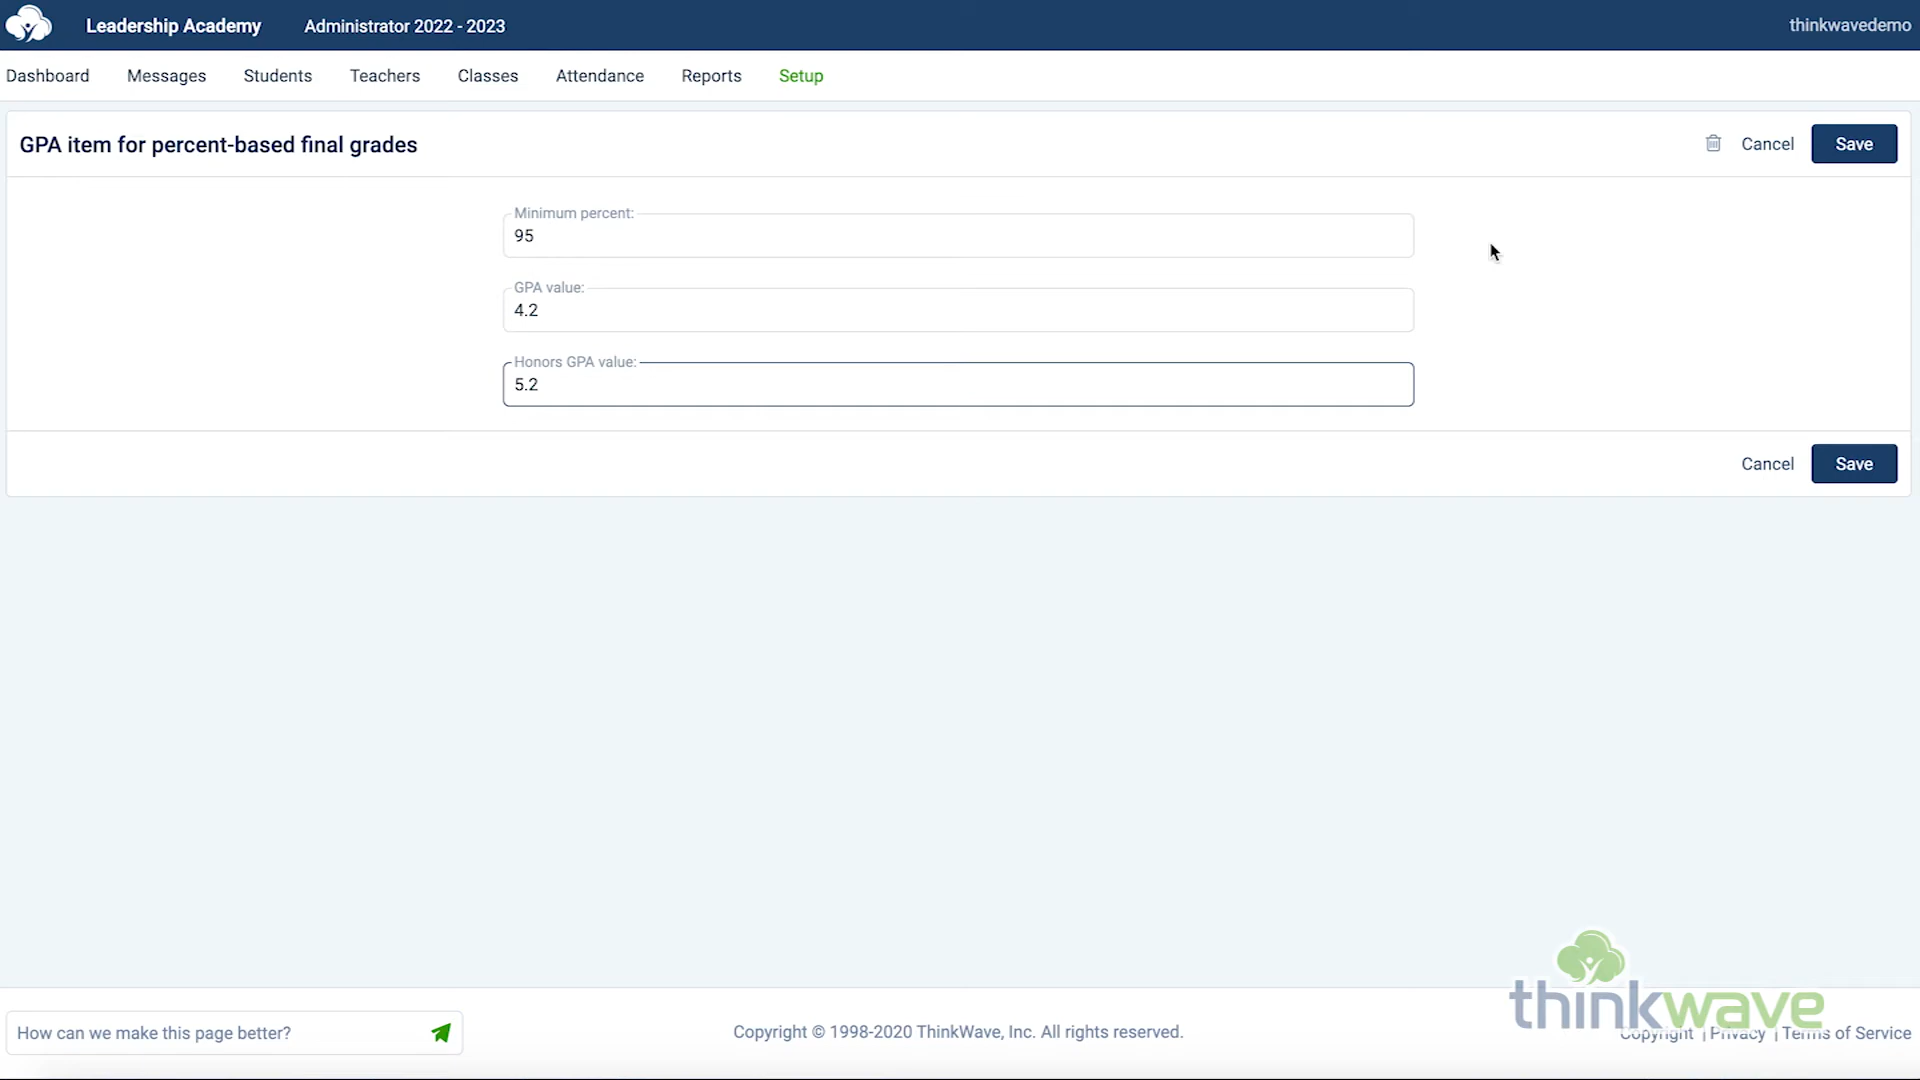 Leadership Academy Administrator 2022 - 2023 thinkwavedemo
Dashboard Messages Students Teachers Classes Attendance Reports Setup
GPA item for percent-based final grades Cancel Save
Minimum percent:
95
GPA value:
4.2
Honors GPA value:
5.2
Cancel Save
thinkwave
How can we make this page better? Copyright © 1998-2020 ThinkWave, Inc. All rights reserved. Copyright | Privacy | Terms of Service